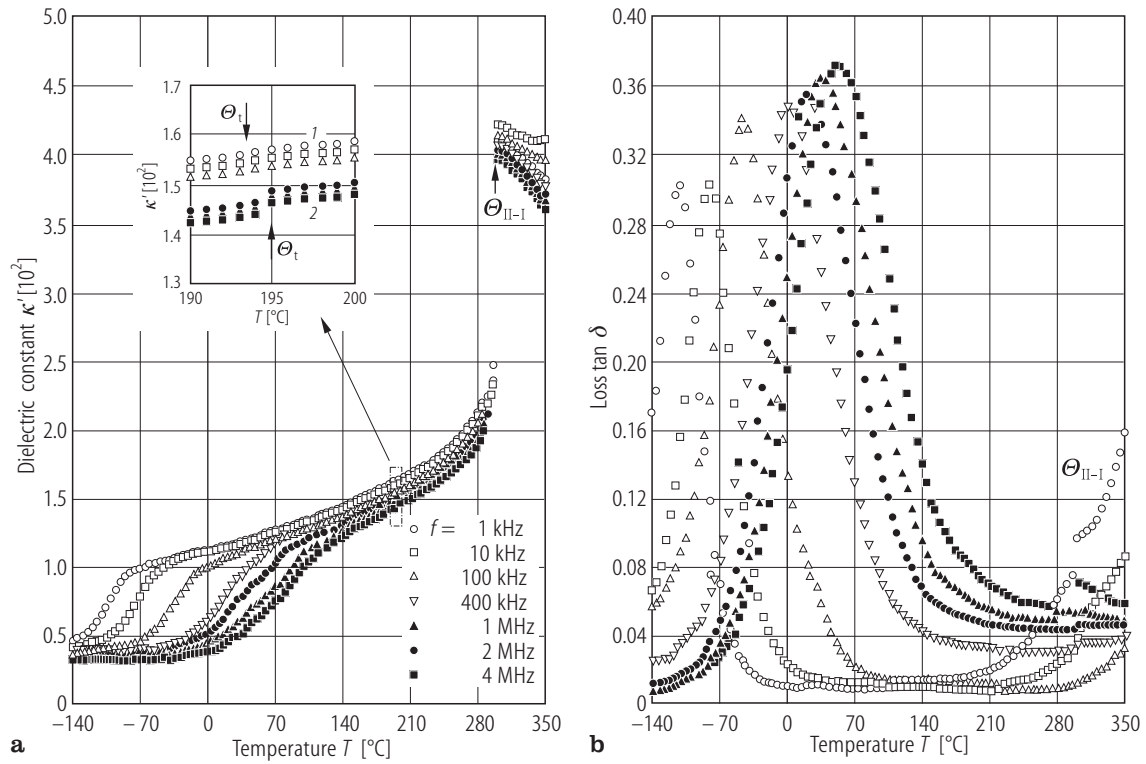 5.0
4.5
4.0
3.5
3.0
2.5
2.0
1.5
1.0
0.5
0
Dielectric constant κ′ [10²]
−140 −70 0 70 140 210 280 350
Temperature T [°C]
a
1.7
1.6
1.5
1.4
1.3
κ′ [10²]
190 195 200
T [°C]
Θt
1
2
Θt
ΘII–I
f = 1 kHz
10 kHz
100 kHz
400 kHz
1 MHz
2 MHz
4 MHz
0.40
0.36
0.32
0.28
0.24
0.20
0.16
0.12
0.08
0.04
0
Loss tan δ
ΘII–I
−140 −70 0 70 140 210 280 350
Temperature T [°C]
b